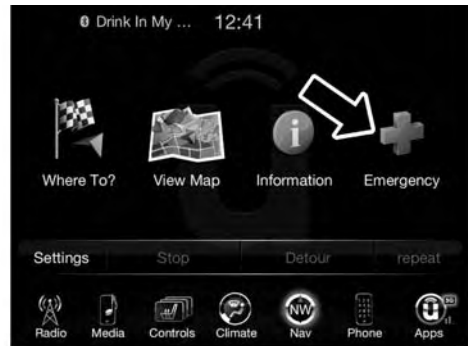 Drink In My ... 12:41
Where To? View Map Information Emergency
Settings Stop Detour repeat
NW
Radio Media Controls Climate Nav Phone Apps
3G